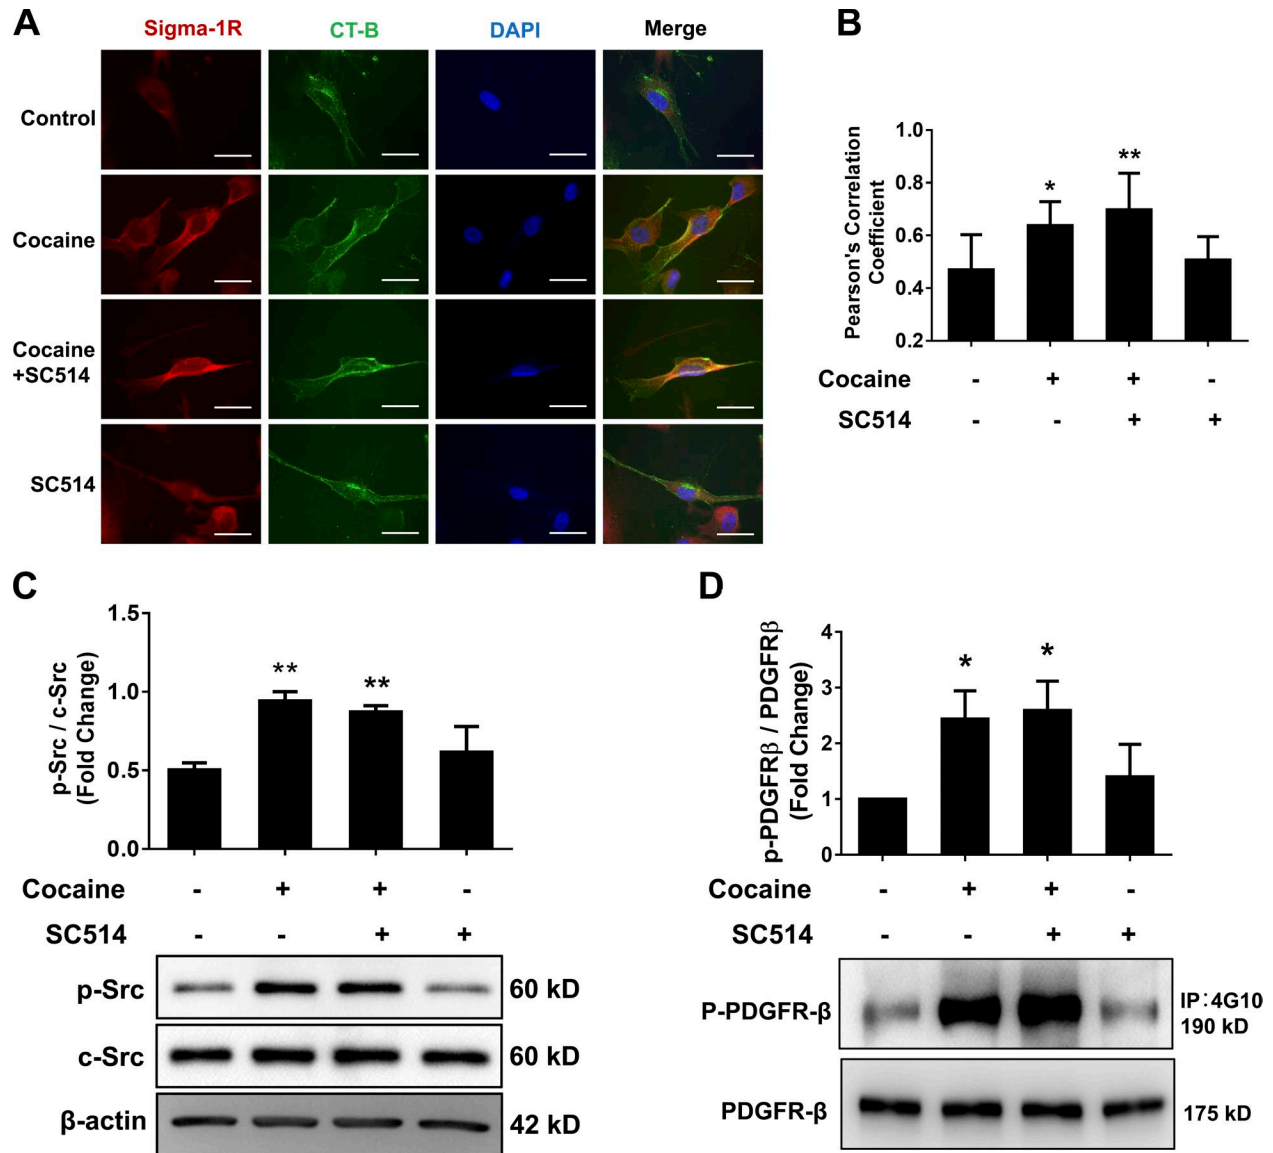 A
Sigma-1R CT-B DAPI Merge
Control
Cocaine
Cocaine
+SC514
SC514
B
Pearson's Correlation
Coefficient
1.0
0.8
0.6
0.4
0.2
* **
Cocaine - + + -
SC514 - - + +
C
p-Src / c-Src
(Fold Change)
1.5
1.0
0.5
0.0
** **
Cocaine - + + -
SC514 - - + +
p-Src 60 kD
c-Src 60 kD
β-actin 42 kD
D
p-PDGFRβ / PDGFRβ
(Fold Change)
4
3
2
1
0
* *
Cocaine - + + -
SC514 - - + +
P-PDGFR-β IP:4G10
190 kD
PDGFR-β 175 kD